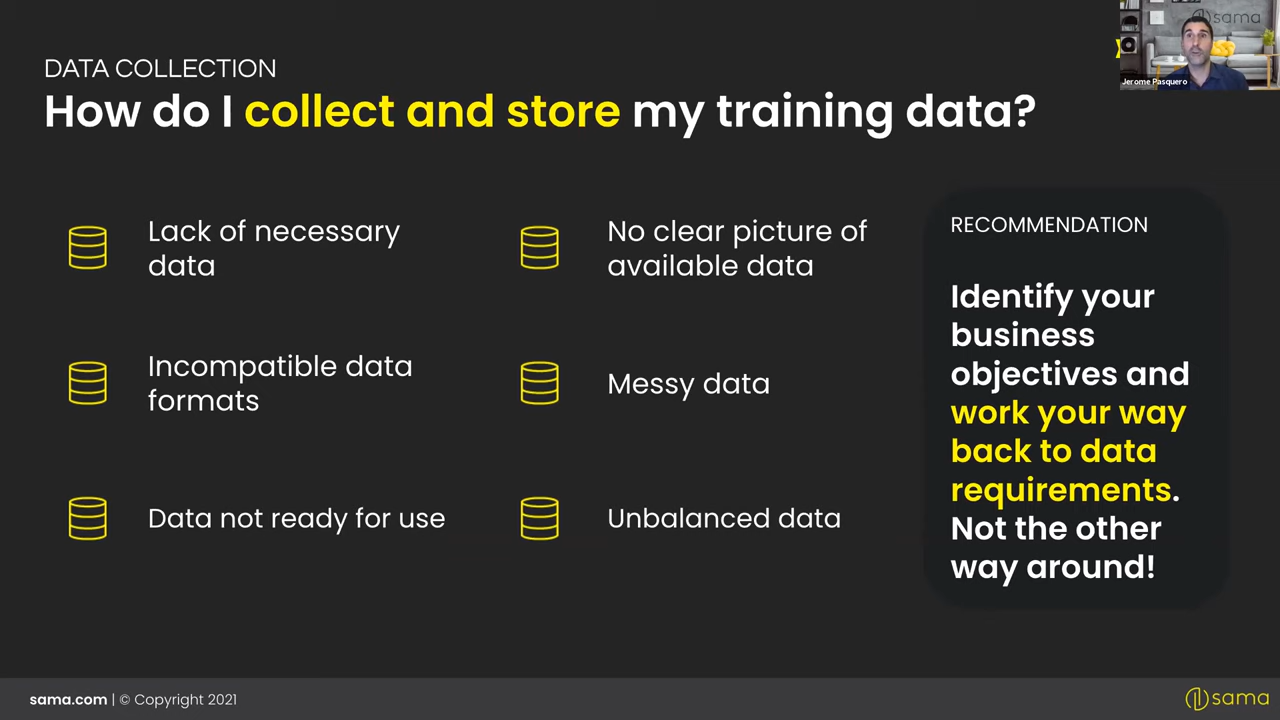 sama
Jerome Pasquero
DATA COLLECTION
How do I collect and store my training data?
Lack of necessary
data
No clear picture of
available data
Incompatible data
formats
Messy data
Data not ready for use
Unbalanced data
RECOMMENDATION
Identify your
business
objectives and
work your way
back to data
requirements.
Not the other
way around!
sama.com | © Copyright 2021
sama